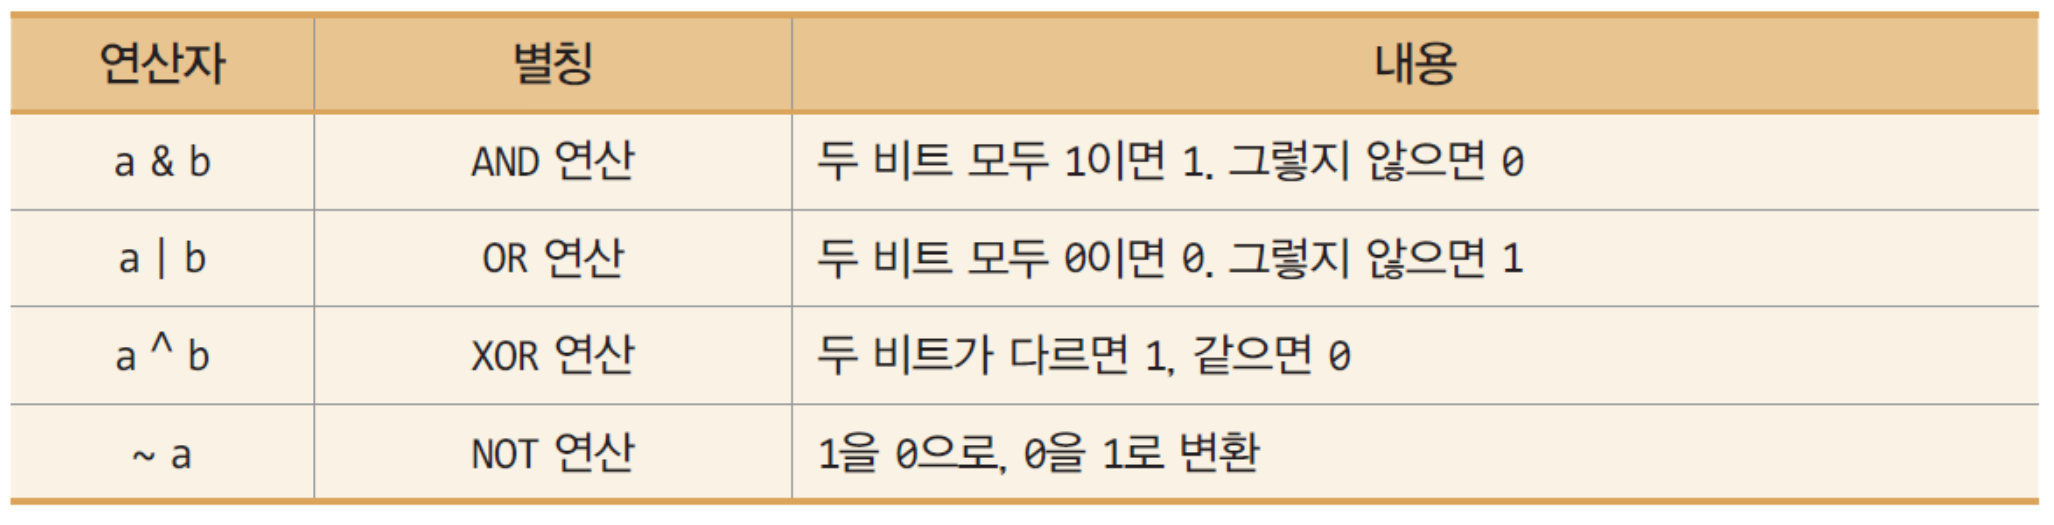 연산자 별칭 내용
a & b AND 연산 두 비트 모두 1이면 1. 그렇지 않으면 0
a | b OR 연산 두 비트 모두 0이면 0. 그렇지 않으면 1
a ^ b XOR 연산 두 비트가 다르면 1, 같으면 0
~ a NOT 연산 1을 0으로, 0을 1로 변환